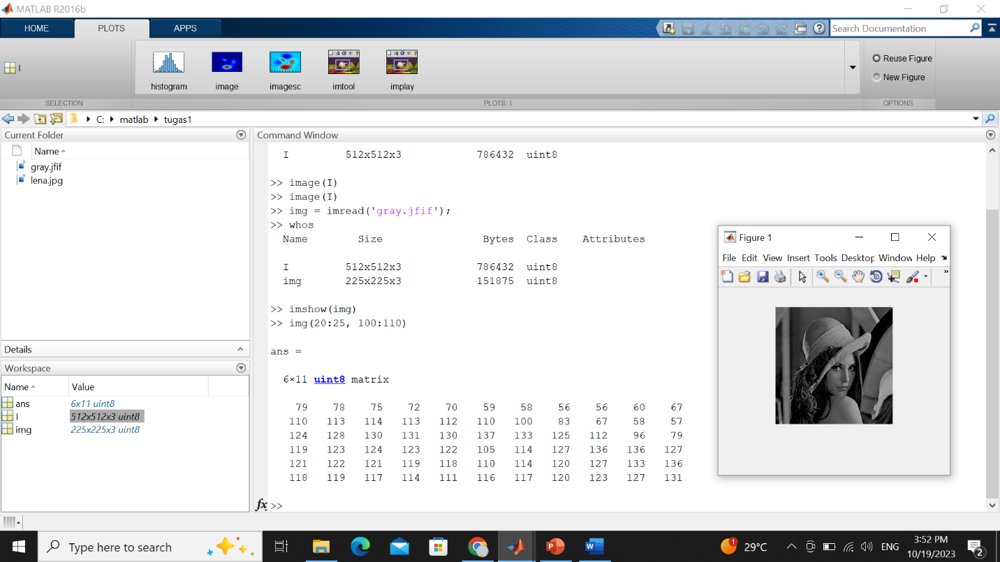 MATLAB R2016b
HOME PLOTS APPS
Search Documentation
I
histogram image imagesc imtool implay
Reuse Figure
New Figure
SELECTION PLOTS: I OPTIONS
C: matlab tugas1
Current Folder
Name
gray.jfif
lena.jpg
Details
Workspace
Name Value
ans 6x11 uint8
I 512x512x3 uint8
img 225x225x3 uint8
Command Window
I 512x512x3 786432 uint8
>> image(I)
>> image(I)
>> img = imread('gray.jfif');
>> whos
Name Size Bytes Class Attributes
I 512x512x3 786432 uint8
img 225x225x3 151875 uint8
>> imshow(img)
>> img(20:25, 100:110)
ans =
6×11 uint8 matrix
79 78 75 72 70 59 58 56 56 60 67
110 113 114 113 112 110 100 83 67 58 57
124 128 130 131 130 137 133 125 112 96 79
119 123 124 123 122 105 114 127 136 136 127
121 122 121 119 118 110 114 120 127 133 136
118 119 117 114 111 116 117 120 123 127 131
fx >>
Figure 1
File Edit View Insert Tools Desktop Window Help
Type here to search
1
29°C
ENG
3:52 PM
10/19/2023
2